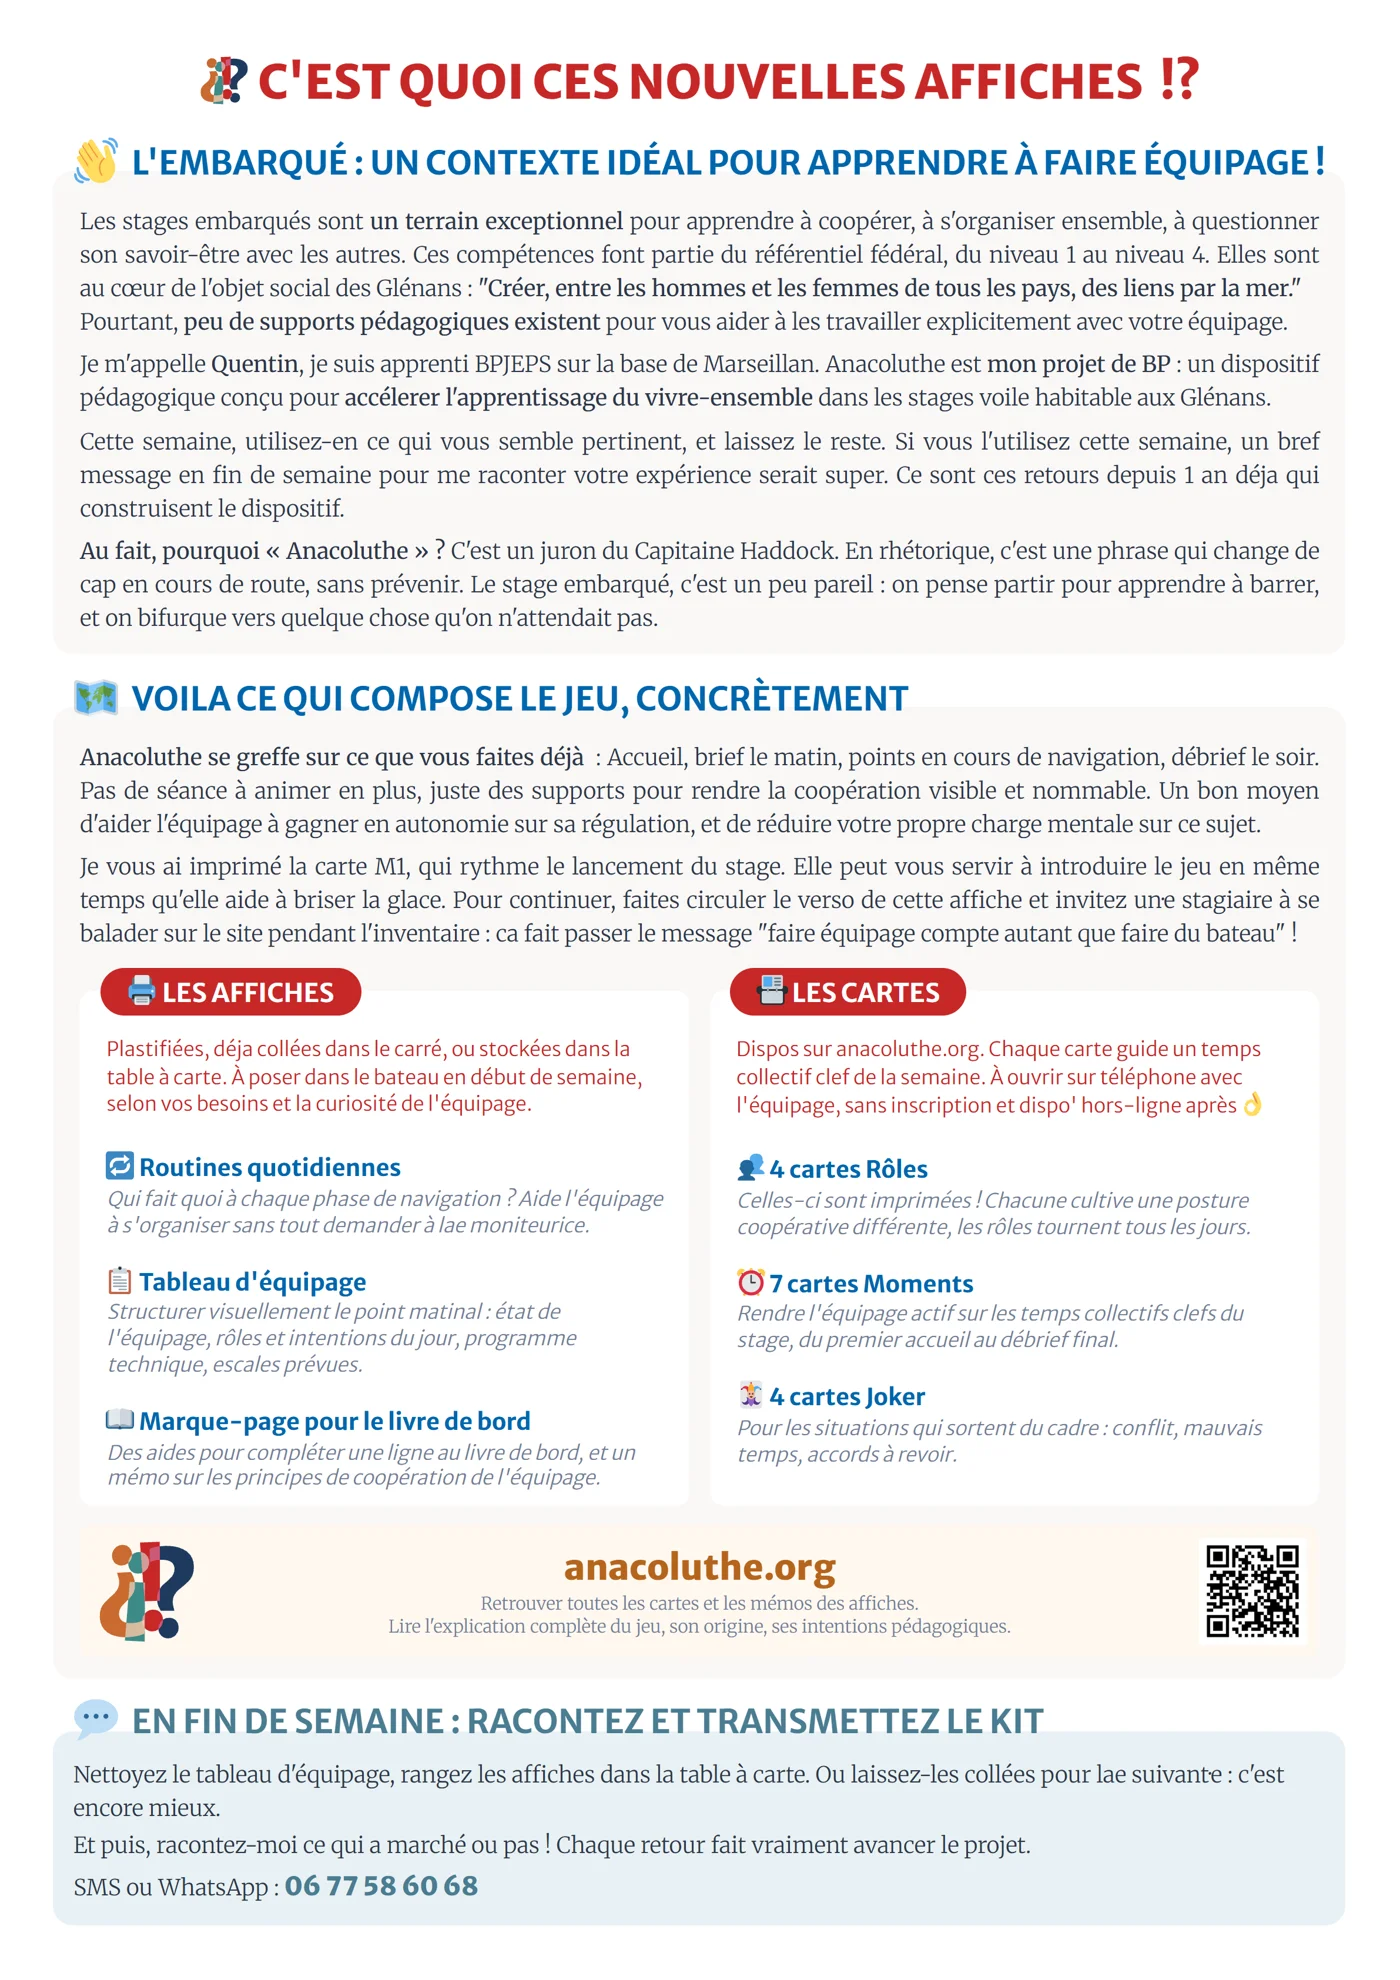 C'EST QUOI CES NOUVELLES AFFICHES !?
L'EMBARQUÉ : UN CONTEXTE IDÉAL POUR APPRENDRE À FAIRE ÉQUIPAGE !
Les stages embarqués sont un terrain exceptionnel pour apprendre à coopérer, à s'organiser ensemble, à questionner
son savoir-être avec les autres. Ces compétences font partie du référentiel fédéral, du niveau 1 au niveau 4. Elles sont
au cœur de l'objet social des Glénans : "Créer, entre les hommes et les femmes de tous les pays, des liens par la mer."
Pourtant, peu de supports pédagogiques existent pour vous aider à les travailler explicitement avec votre équipage.
Je m'appelle Quentin, je suis apprenti BPJEPS sur la base de Marseillan. Anacoluthe est mon projet de BP : un dispositif
pédagogique conçu pour accélerer l'apprentissage du vivre-ensemble dans les stages voile habitable aux Glénans.
Cette semaine, utilisez-en ce qui vous semble pertinent, et laissez le reste. Si vous l'utilisez cette semaine, un bref
message en fin de semaine pour me raconter votre expérience serait super. Ce sont ces retours depuis 1 an déja qui
construisent le dispositif.
Au fait, pourquoi « Anacoluthe » ? C'est un juron du Capitaine Haddock. En rhétorique, c'est une phrase qui change de
cap en cours de route, sans prévenir. Le stage embarqué, c'est un peu pareil : on pense partir pour apprendre à barrer,
et on bifurque vers quelque chose qu'on n'attendait pas.
VOILA CE QUI COMPOSE LE JEU, CONCRÈTEMENT
Anacoluthe se greffe sur ce que vous faites déjà : Accueil, brief le matin, points en cours de navigation, débrief le soir.
Pas de séance à animer en plus, juste des supports pour rendre la coopération visible et nommable. Un bon moyen
d'aider l'équipage à gagner en autonomie sur sa régulation, et de réduire votre propre charge mentale sur ce sujet.
Je vous ai imprimé la carte M1, qui rythme le lancement du stage. Elle peut vous servir à introduire le jeu en même
temps qu'elle aide à briser la glace. Pour continuer, faites circuler le verso de cette affiche et invitez un·e stagiaire à se
balader sur le site pendant l'inventaire : ca fait passer le message "faire équipage compte autant que faire du bateau" !
LES AFFICHES
Plastifiées, déja collées dans le carré, ou stockées dans la
table à carte. À poser dans le bateau en début de semaine,
selon vos besoins et la curiosité de l'équipage.
Routines quotidiennes
Qui fait quoi à chaque phase de navigation ? Aide l'équipage
à s'organiser sans tout demander à lae moniteurice.
Tableau d'équipage
Structurer visuellement le point matinal : état de
l'équipage, rôles et intentions du jour, programme
technique, escales prévues.
Marque-page pour le livre de bord
Des aides pour compléter une ligne au livre de bord, et un
mémo sur les principes de coopération de l'équipage.
LES CARTES
Dispos sur anacoluthe.org. Chaque carte guide un temps
collectif clef de la semaine. À ouvrir sur téléphone avec
l'équipage, sans inscription et dispo' hors-ligne après 👌
4 cartes Rôles
Celles-ci sont imprimées ! Chacune cultive une posture
coopérative différente, les rôles tournent tous les jours.
7 cartes Moments
Rendre l'équipage actif sur les temps collectifs clefs du
stage, du premier accueil au débrief final.
4 cartes Joker
Pour les situations qui sortent du cadre : conflit, mauvais
temps, accords à revoir.
anacoluthe.org
Retrouver toutes les cartes et les mémos des affiches.
Lire l'explication complète du jeu, son origine, ses intentions pédagogiques.
EN FIN DE SEMAINE : RACONTEZ ET TRANSMETTEZ LE KIT
Nettoyez le tableau d'équipage, rangez les affiches dans la table à carte. Ou laissez-les collées pour lae suivant·e : c'est
encore mieux.
Et puis, racontez-moi ce qui a marché ou pas ! Chaque retour fait vraiment avancer le projet.
SMS ou WhatsApp : 06 77 58 60 68